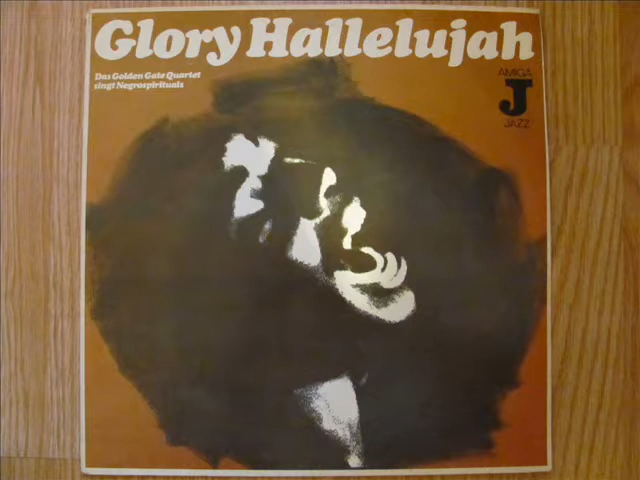 Glory Hallelujah
Das Golden Gate Quartet
singt Negrospirituals
AMIGA
J
JAZZ